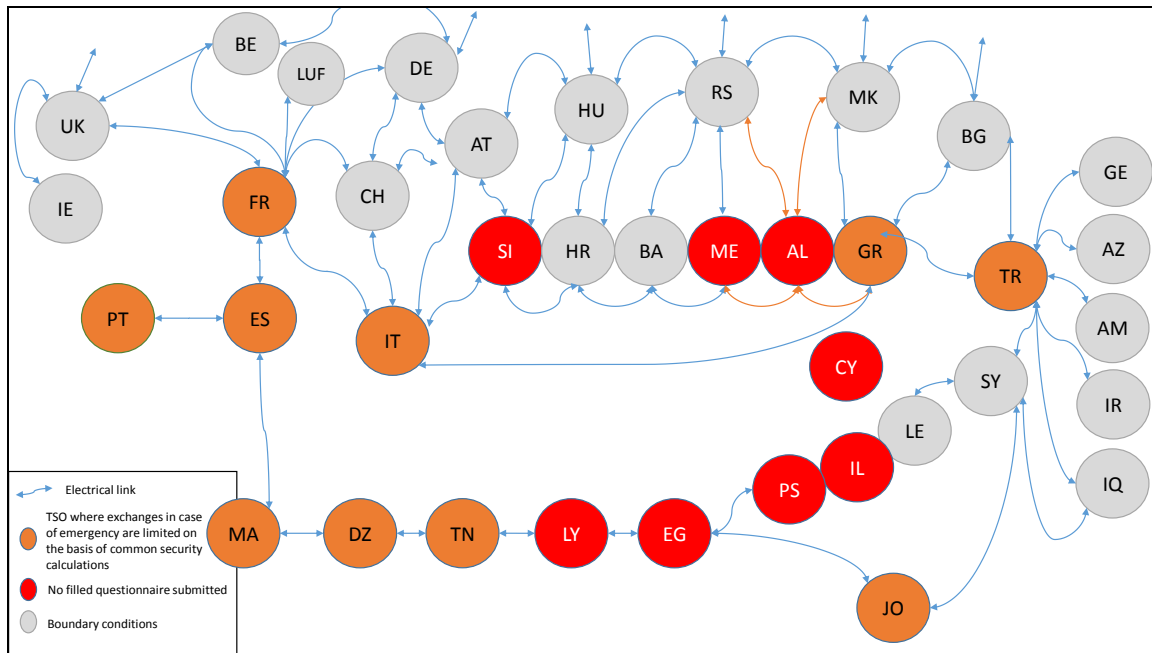 BE
LUF
DE
UK
HU
RS
MK
AT
BG
GE
IE
FR
CH
SI
HR
BA
ME
AL
GR
AZ
TR
PT
ES
IT
AM
CY
SY
IR
LE
IL
PS
IQ
MA
DZ
TN
LY
EG
JO
Electrical link
TSO where exchanges in case
of emergency are limited on
the basis of common security
calculations
No filled questionnaire submitted
Boundary conditions